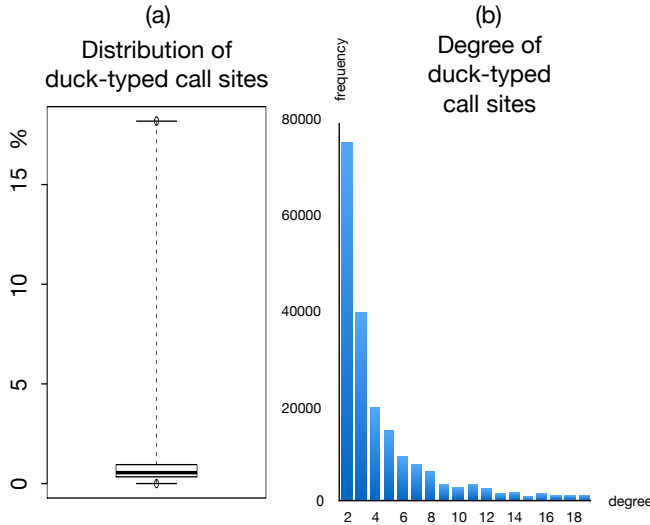 (a)
Distribution of
duck-typed call sites
%
15
10
5
0
(b)
Degree of
duck-typed
call sites
frequency
80000
60000
40000
20000
0
2 4 6 8 10 12 14 16 18
degree